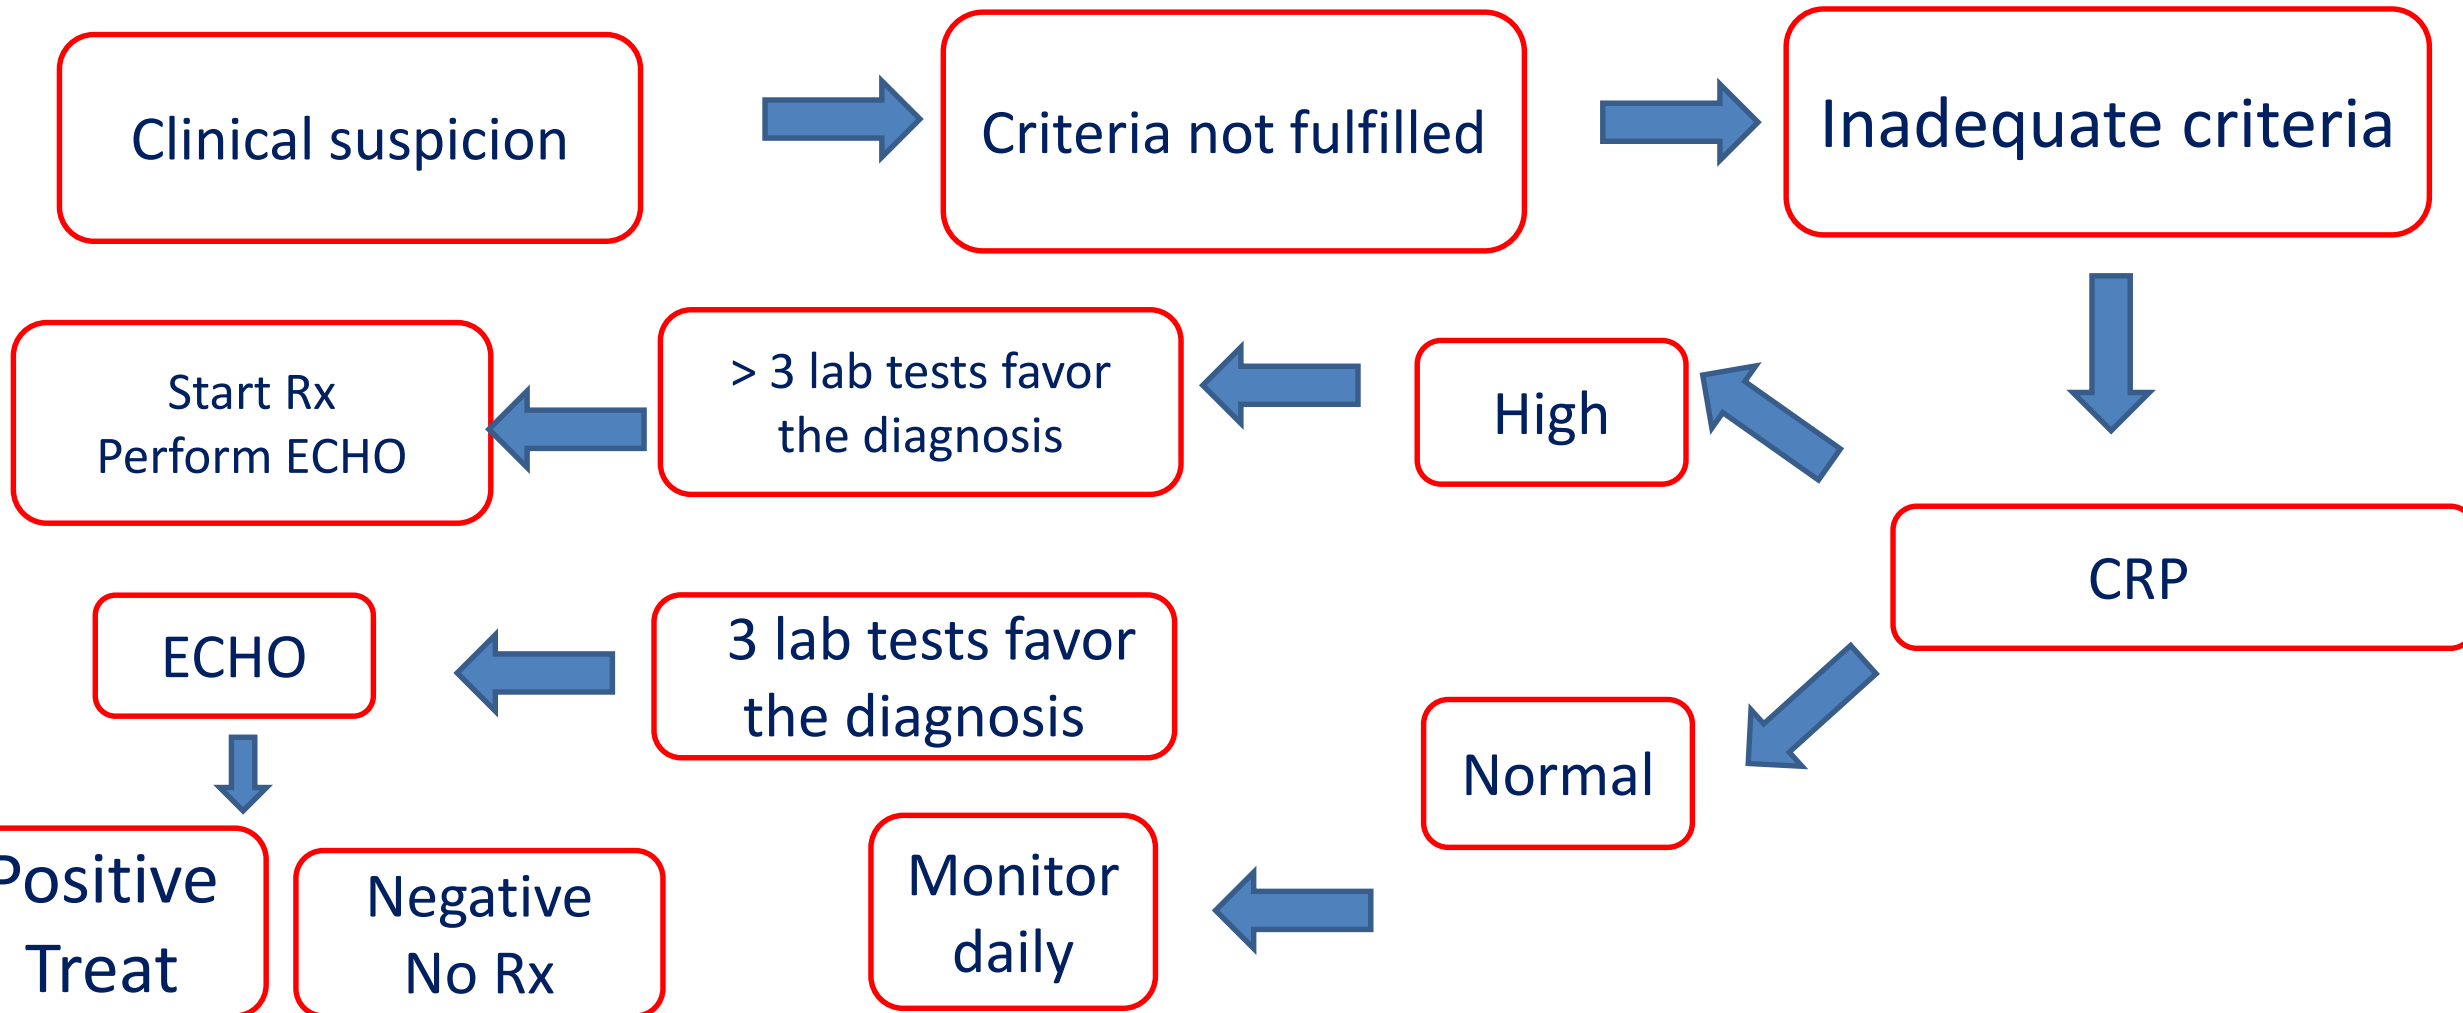 Clinical suspicion
Criteria not fulfilled
Inadequate criteria
Start Rx
Perform ECHO
> 3 lab tests favor
the diagnosis
High
CRP
ECHO
3 lab tests favor
the diagnosis
Normal
Positive
Treat
Negative
No Rx
Monitor
daily